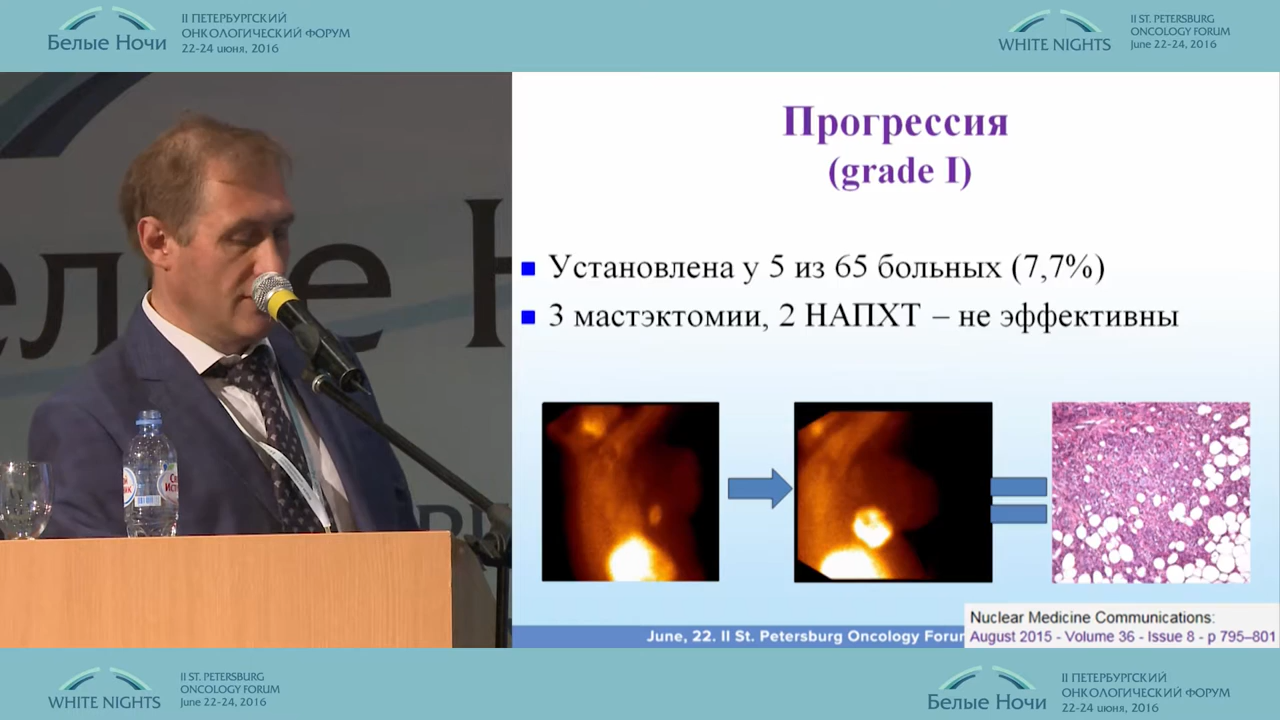 II ПЕТЕРБУРГСКИЙ
ОНКОЛОГИЧЕСКИЙ ФОРУМ
22-24 июня, 2016
Белые Ночи
WHITE NIGHTS
II ST. PETERSBURG
ONCOLOGY FORUM
June 22-24, 2016
Прогрессия
(grade I)
Установлена у 5 из 65 больных (7,7%)
3 мастэктомии, 2 НАПХТ – не эффективны
June, 22. II St. Petersburg Oncology Forum
Nuclear Medicine Communications:
August 2015 - Volume 36 - Issue 8 - p 795–801
WHITE NIGHTS
II ST. PETERSBURG
ONCOLOGY FORUM
June 22-24, 2016
Белые Ночи
II ПЕТЕРБУРГСКИЙ
ОНКОЛОГИЧЕСКИЙ ФОРУМ
22-24 июня, 2016